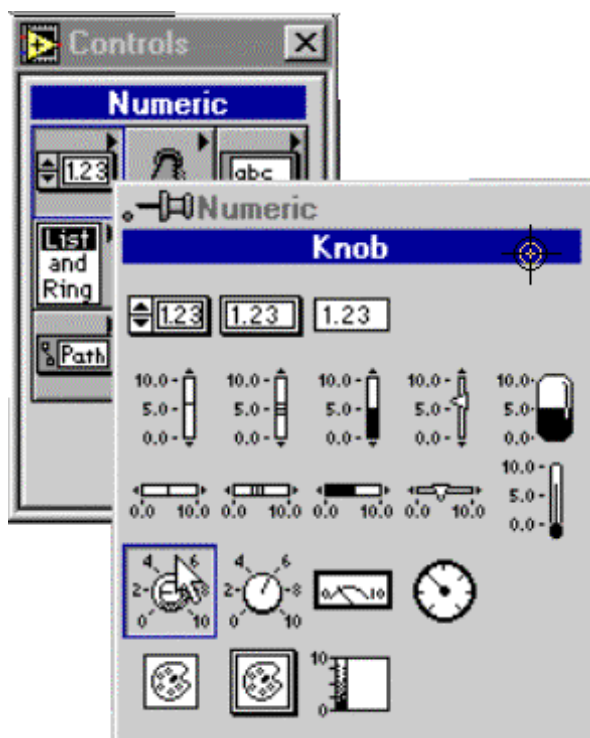 Controls
Numeric
1.23 abc
List
and
Ring
Path
Numeric
Knob
1.23 1.23 1.23
10.0 10.0 10.0 10.0 10.0
5.0 5.0 5.0 5.0 5.0
0.0 0.0 0.0 0.0 0.0
10.0
5.0
0.0
0.0 10.0 0.0 10.0 0.0 10.0 0.0 10.0
4 6 4 6
2 2 8
0 10 0 10
0 10
10
0